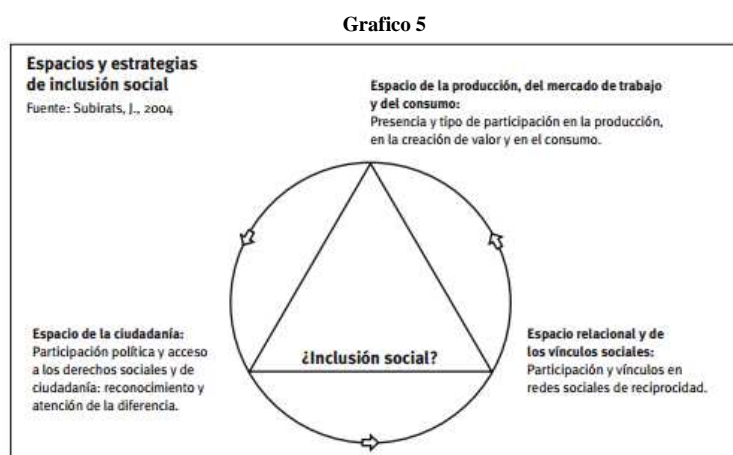 Grafico 5
Espacios y estrategias
de inclusión social
Fuente: Subirats, J., 2004
Espacio de la producción, del mercado de trabajo
y del consumo:
Presencia y tipo de participación en la producción,
en la creación de valor y en el consumo.
Espacio de la ciudadanía:
Participación política y acceso
a los derechos sociales y de
ciudadanía: reconocimiento y
atención de la diferencia.
¿Inclusión social?
Espacio relacional y de
los vínculos sociales:
Participación y vínculos en
redes sociales de reciprocidad.